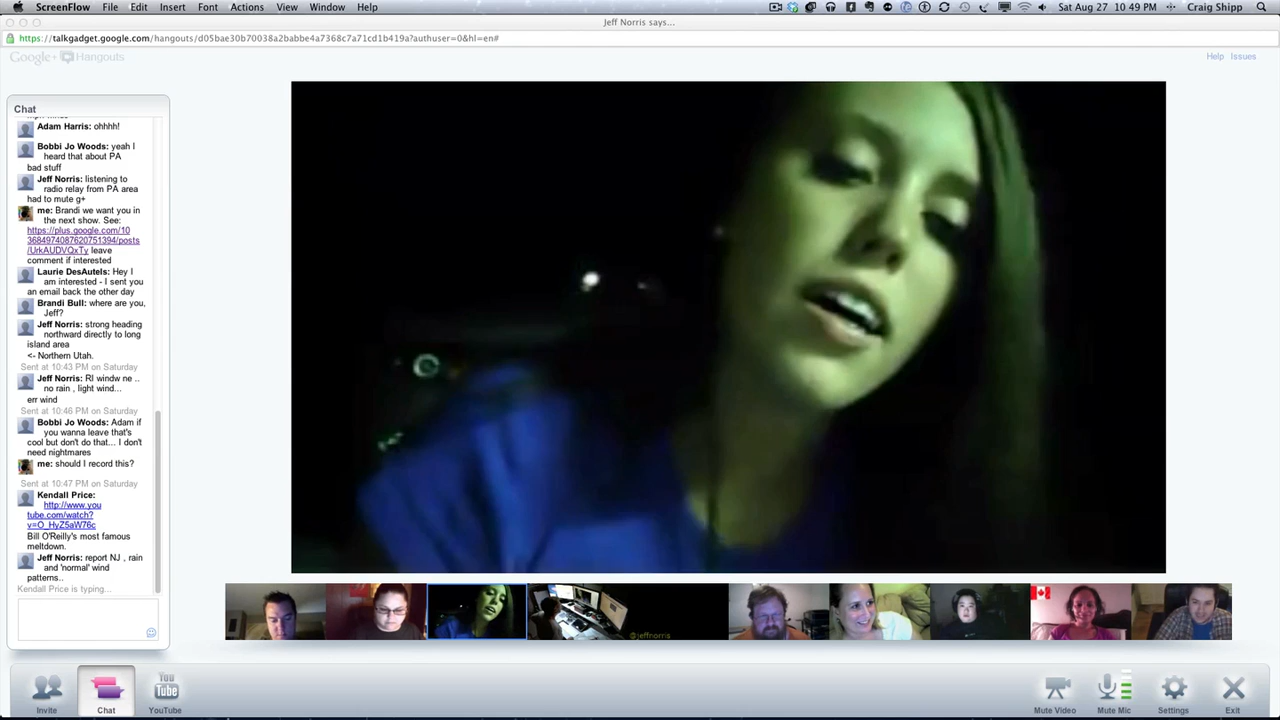 ScreenFlow File Edit Insert Font Actions View Window Help
Sat Aug 27 10:49 PM Craig Shipp
Jeff Norris says...
https://talkgadget.google.com/hangouts/d05bae30b70038a2babbe4a7368c7a71cd1b419a?authuser=0&hl=en#
Google+ Hangouts
Help Issues
Chat
Adam Harris: ohhhh!
Bobbi Jo Woods: yeah I
heard that about PA
bad stuff
Jeff Norris: listening to
radio relay from PA area
had to mute g+
me: Brandi we want you in
the next show. See:
https://plus.google.com/10
3684974087620751394/posts
/UrkAUDVQxTy leave
comment if interested
Laurie DesAutels: Hey I
am interested - I sent you
an email back the other day
Brandi Bull: where are you,
Jeff?
Jeff Norris: strong heading
northward directly to long
island area
<- Northern Utah.
Sent at 10:43 PM on Saturday
Jeff Norris: RI windw ne ..
no rain , light wind...
err wind
Sent at 10:46 PM on Saturday
Bobbi Jo Woods: Adam if
you wanna leave that's
cool but don't do that... I don't
need nightmares
me: should I record this?
Sent at 10:47 PM on Saturday
Kendall Price:
http://www.you
tube.com/watch?
v=O_HyZ5aW76c
Bill O'Reilly's most famous
meltdown.
Jeff Norris: report NJ , rain
and 'normal' wind
patterns..
Kendall Price is typing...
@jeffnorris
You
Tube
Invite Chat YouTube
Mute Video Mute Mic Settings Exit